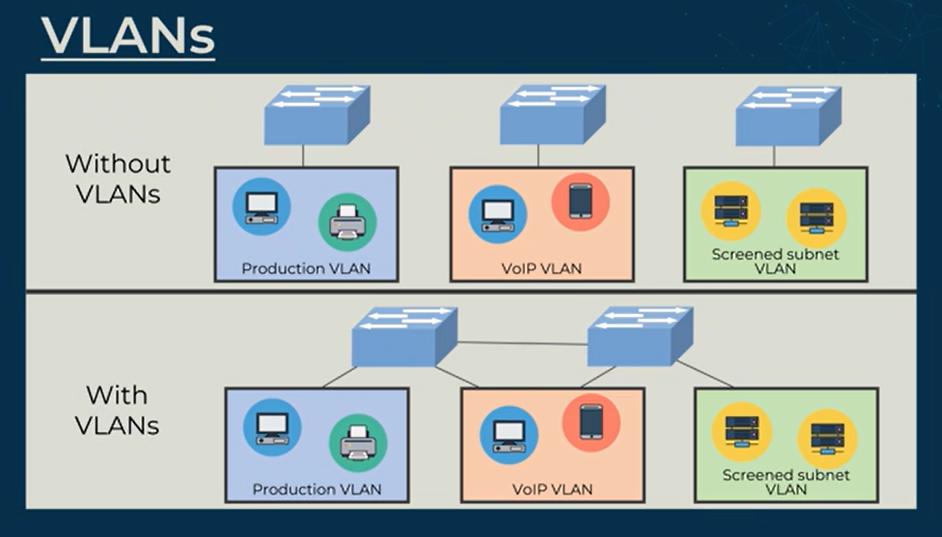 VLANs
Without
VLANs
Production VLAN
VoIP VLAN
Screened subnet
VLAN
With
VLANs
Production VLAN
VoIP VLAN
Screened subnet
VLAN